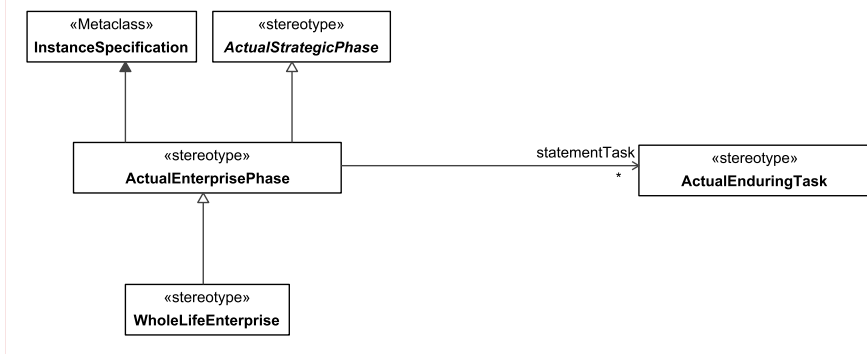 «Metaclass»
InstanceSpecification
«stereotype»
ActualStrategicPhase
«stereotype»
ActualEnterprisePhase
statementTask
*
«stereotype»
ActualEnduringTask
«stereotype»
WholeLifeEnterprise